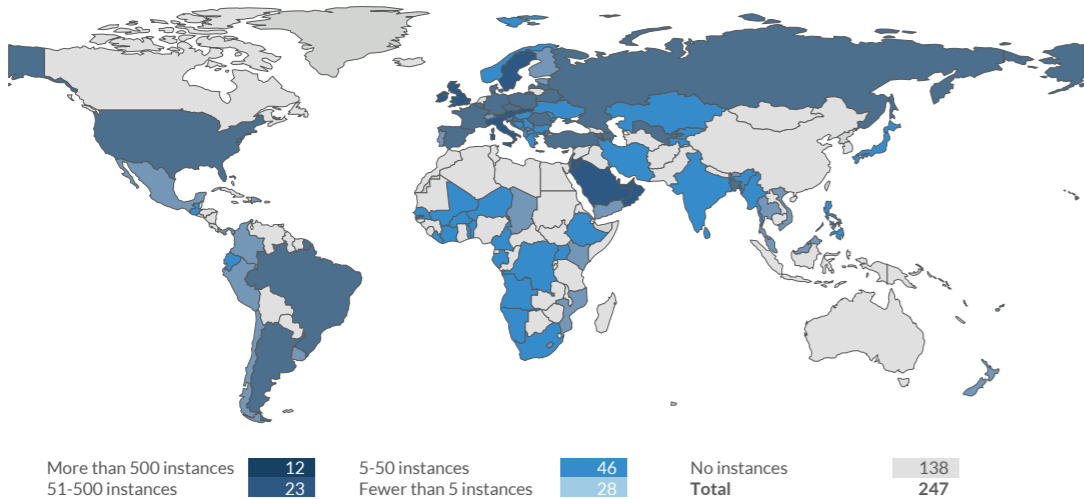 More than 500 instances 12 5-50 instances 46 No instances 138
51-500 instances 23 Fewer than 5 instances 28 Total 247